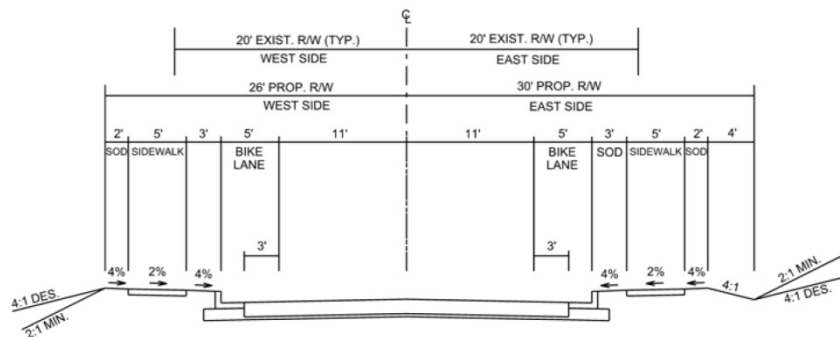 ℄
20' EXIST. R/W (TYP.) 20' EXIST. R/W (TYP.)
WEST SIDE EAST SIDE
26' PROP. R/W 30' PROP. R/W
WEST SIDE EAST SIDE
2' 5' 3' 5' 11' 11' 5' 3' 5' 2' 4'
SOD SIDEWALK BIKE BIKE SOD SIDEWALK SOD
LANE LANE
3' 3'
4% 2% 4% 4% 2% 4% 4:1 2:1 MIN.
4:1 DES. 4:1 DES.
2:1 MIN.